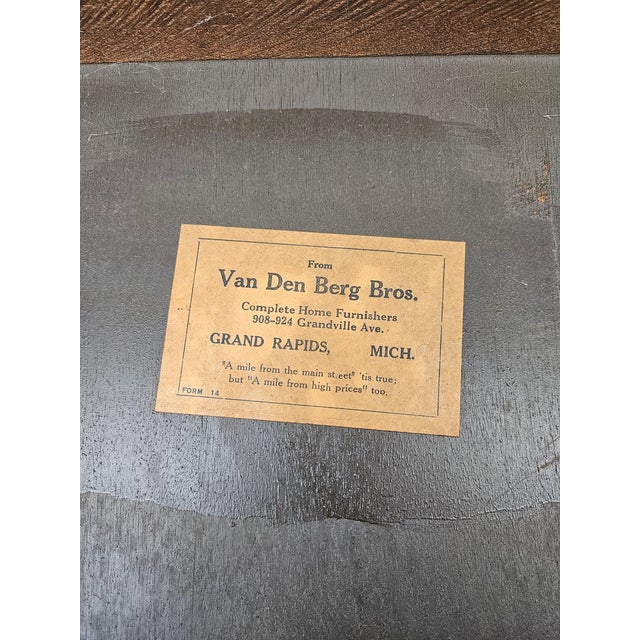 From
Van Den Berg Bros.
Complete Home Furnishers
908-924 Grandville Ave.
GRAND RAPIDS, MICH.
"A mile from the main street" 'tis true;
but "A mile from high prices" too.
FORM 14